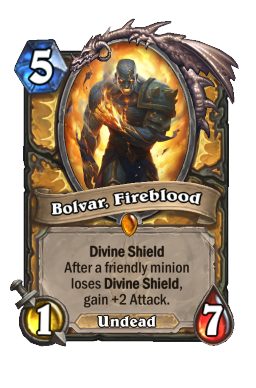 5
Bolvar, Fireblood
Divine Shield
After a friendly minion
loses Divine Shield,
gain +2 Attack.
1
Undead
7